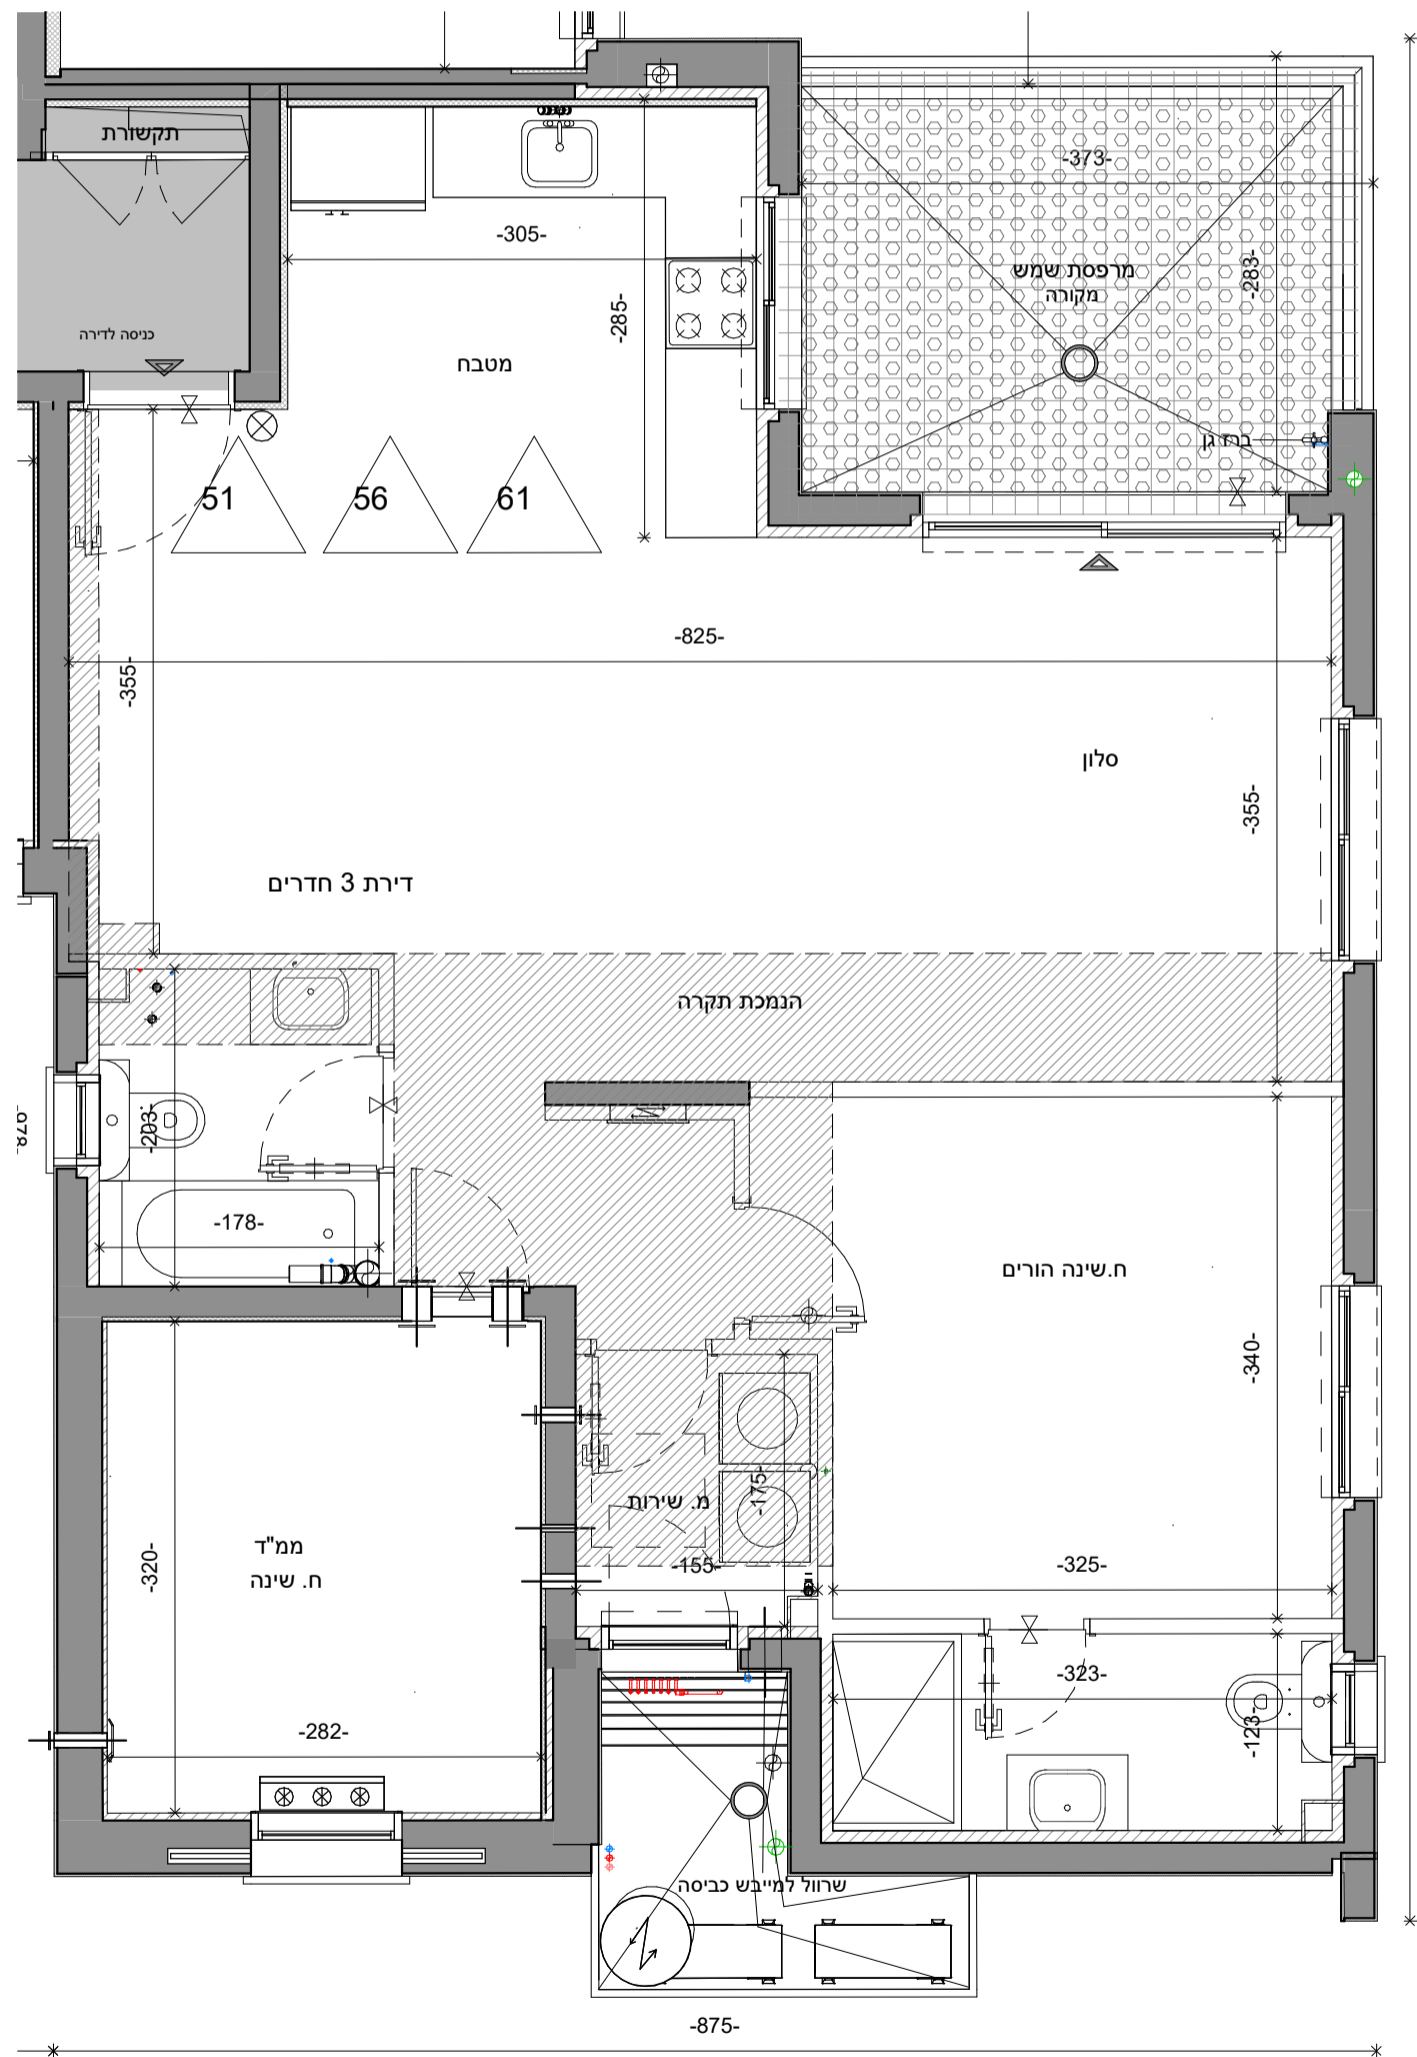 תקשורת
-373-
-305-
מרפסת שמש
מקורה
-283-
-285-
כניסה לדירה
מטבח
ברז גן
51
56
61
-825-
-355-
סלון
-355-
דירת 3 חדרים
הנמכת תקרה
-203-
-178-
ח.שינה הורים
-340-
מ. שירות
-175-
-155-
-325-
ממ"ד
ח. שינה
-320-
-323-
-123-
-282-
שרוול למייבש כביסה
-875-